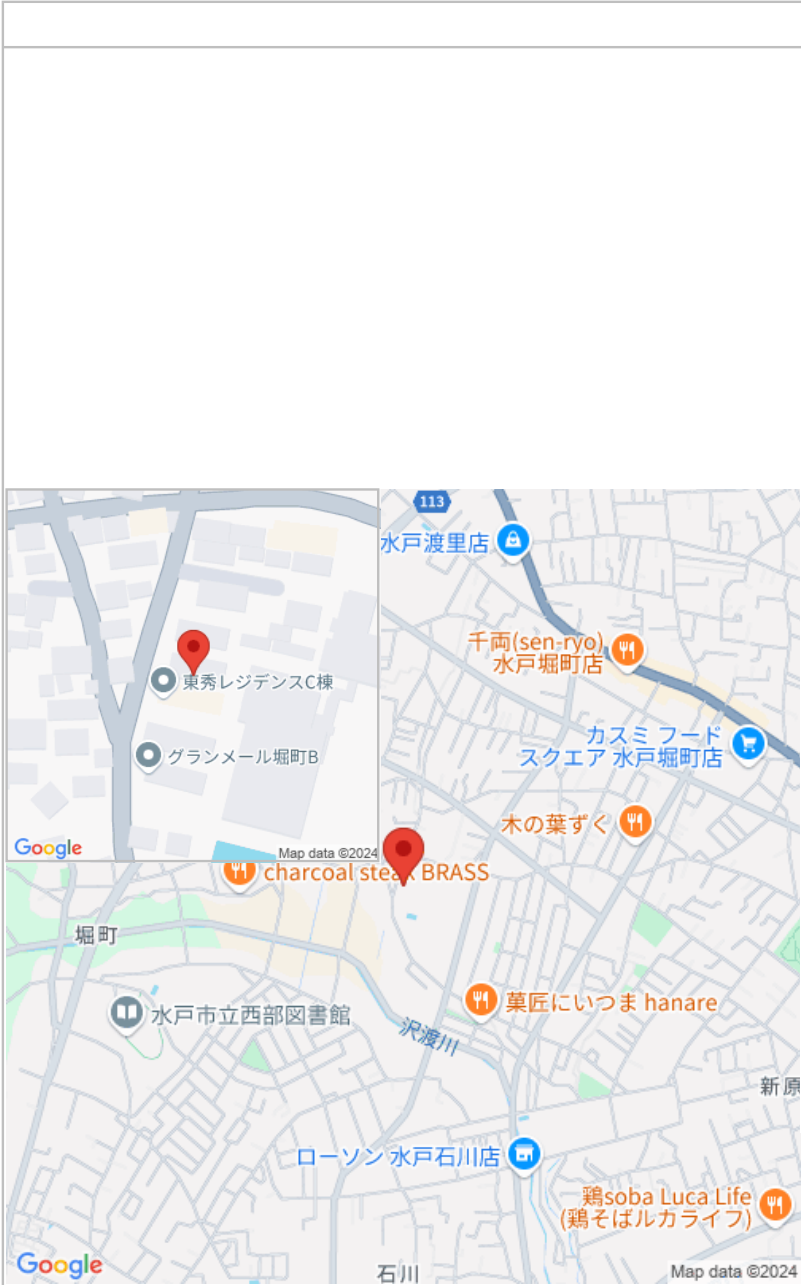 113
水戸渡里店
千両(sen-ryo)
水戸堀町店
カスミ フード
スクエア 水戸堀町店
東秀レジデンスC棟
グランメール堀町B
木の葉ずく
Google
Map data ©2024
charcoal steak BRASS
堀町
水戸市立西部図書館
菓匠にいつま hanare
沢渡川
新原
ローソン 水戸石川店
鶏soba Luca Life
(鶏そばルカライフ)
Google
石川
Map data ©2024